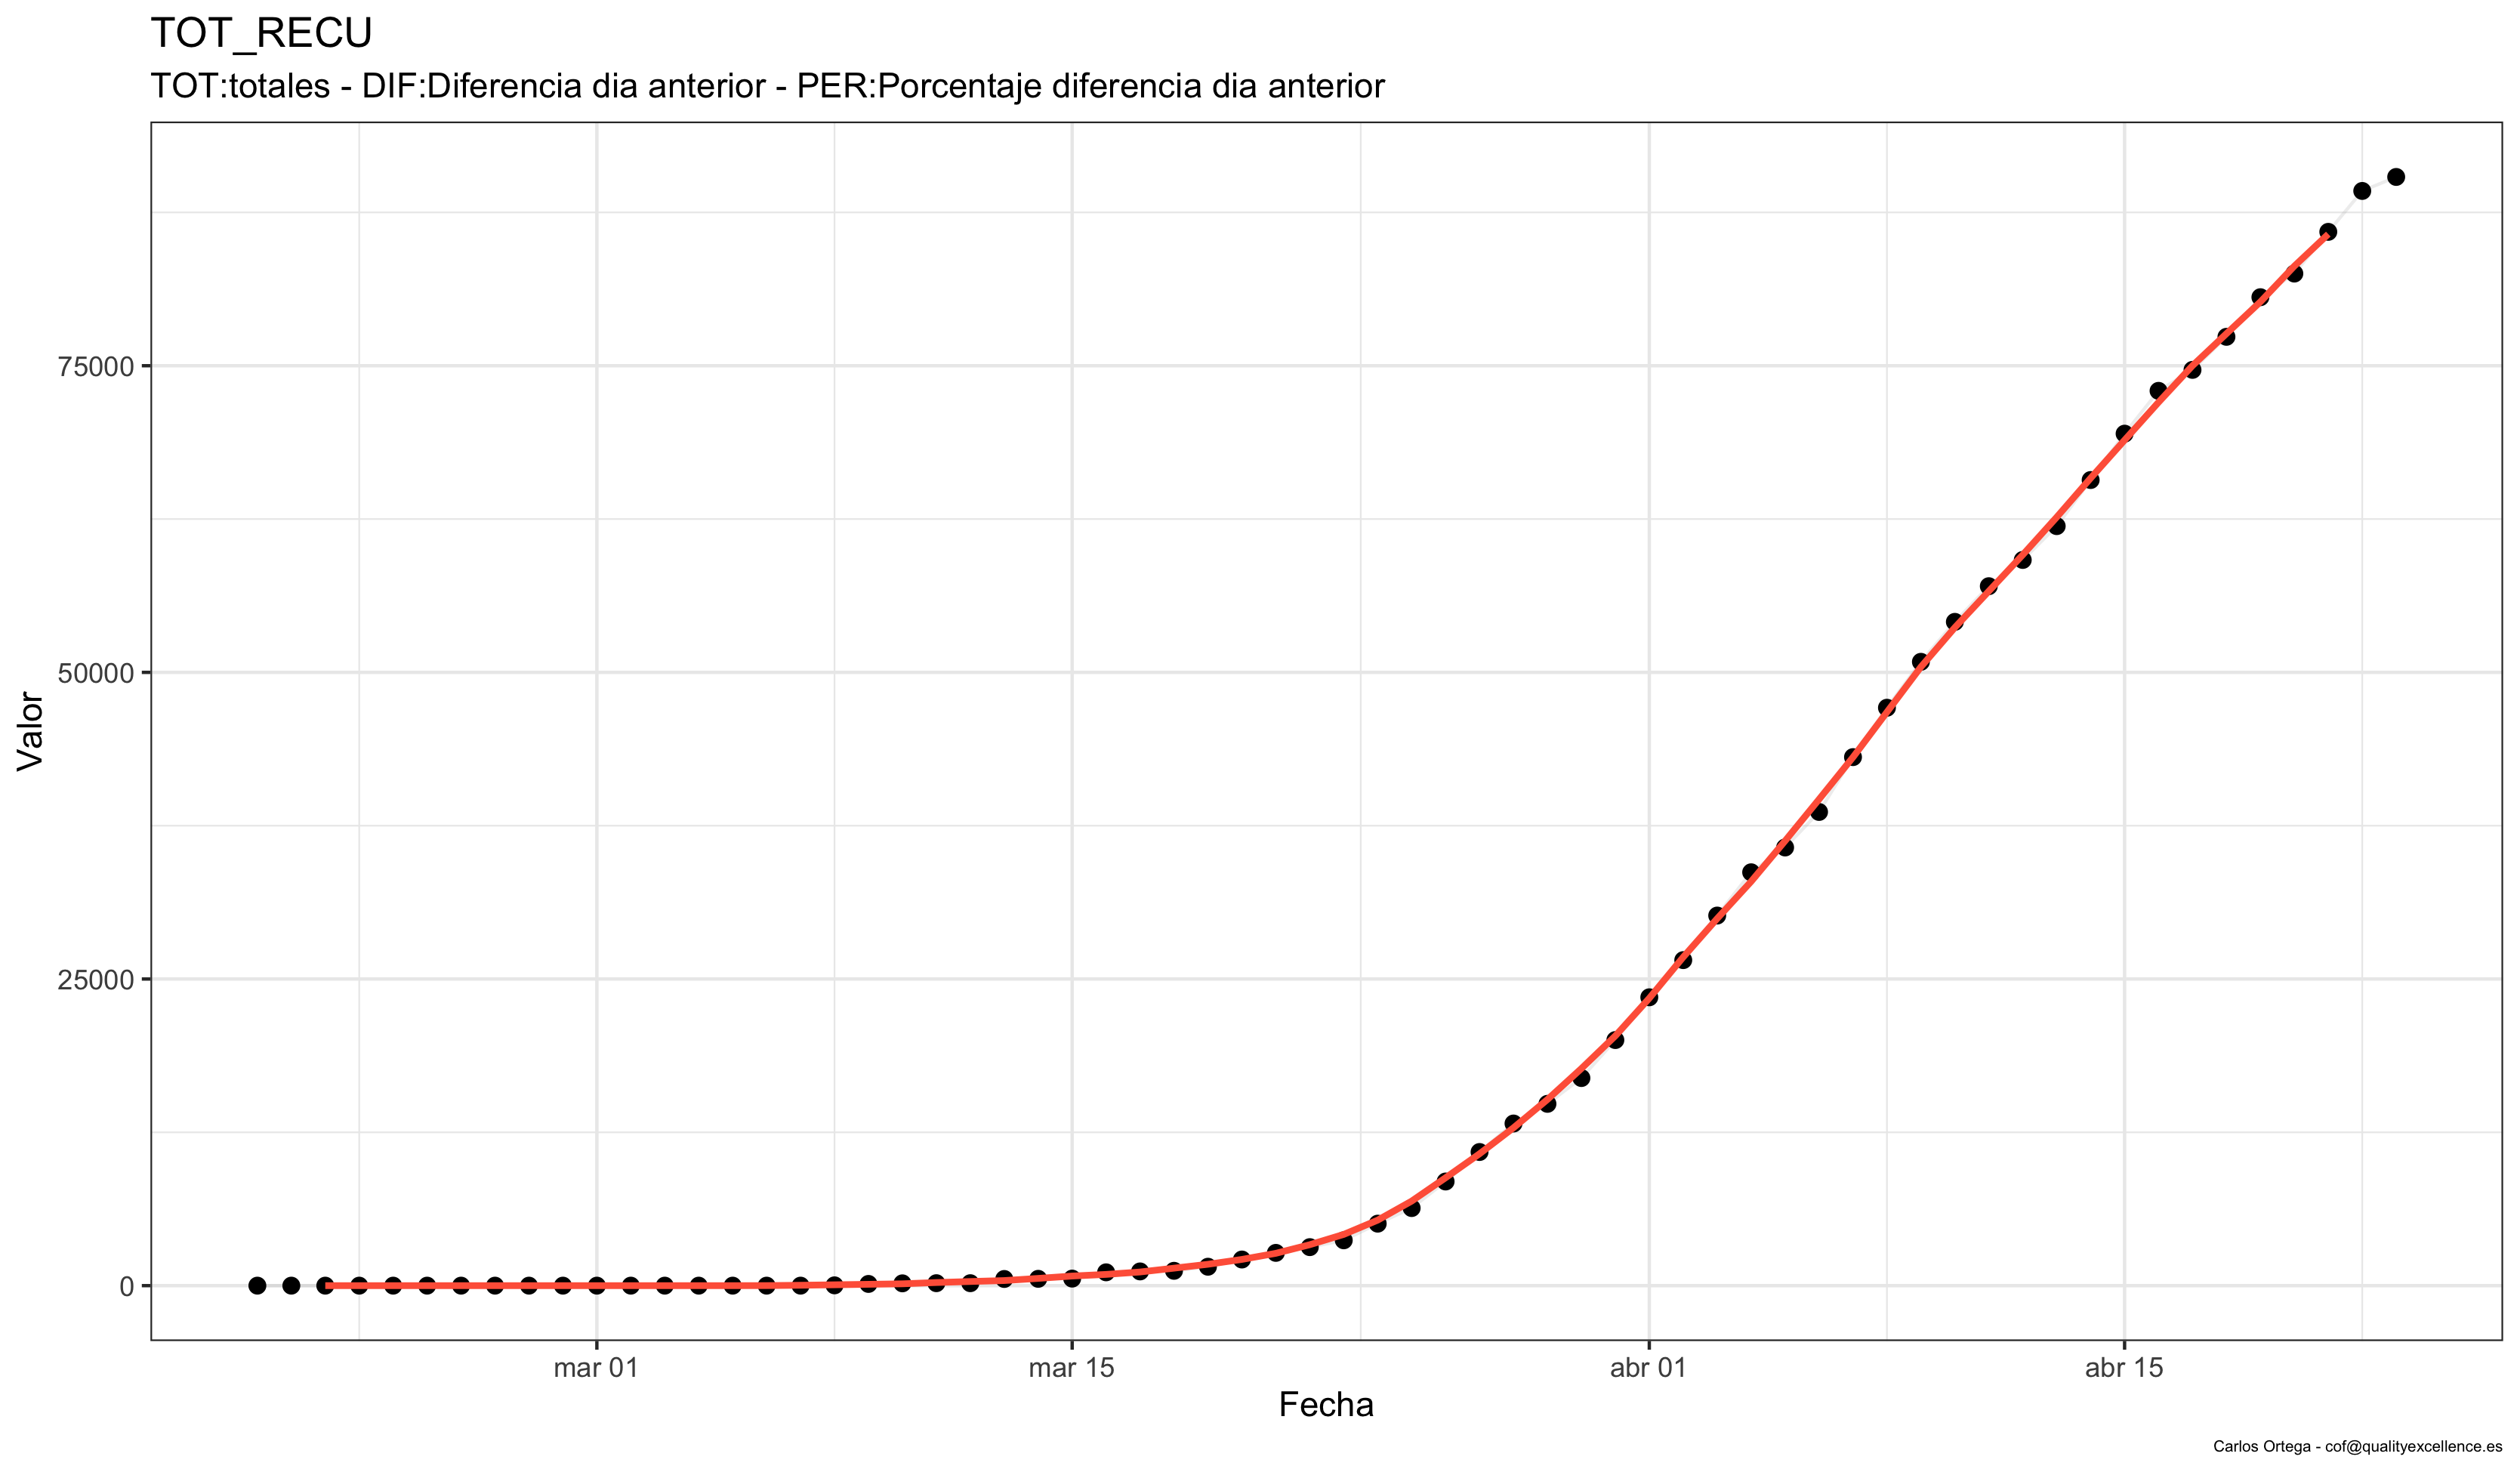 TOT_RECU
TOT:totales - DIF:Diferencia dia anterior - PER:Porcentaje diferencia dia anterior
Valor
75000
50000
25000
0
mar 01
mar 15
abr 01
abr 15
Fecha
Carlos Ortega - cof@qualityexcellence.es